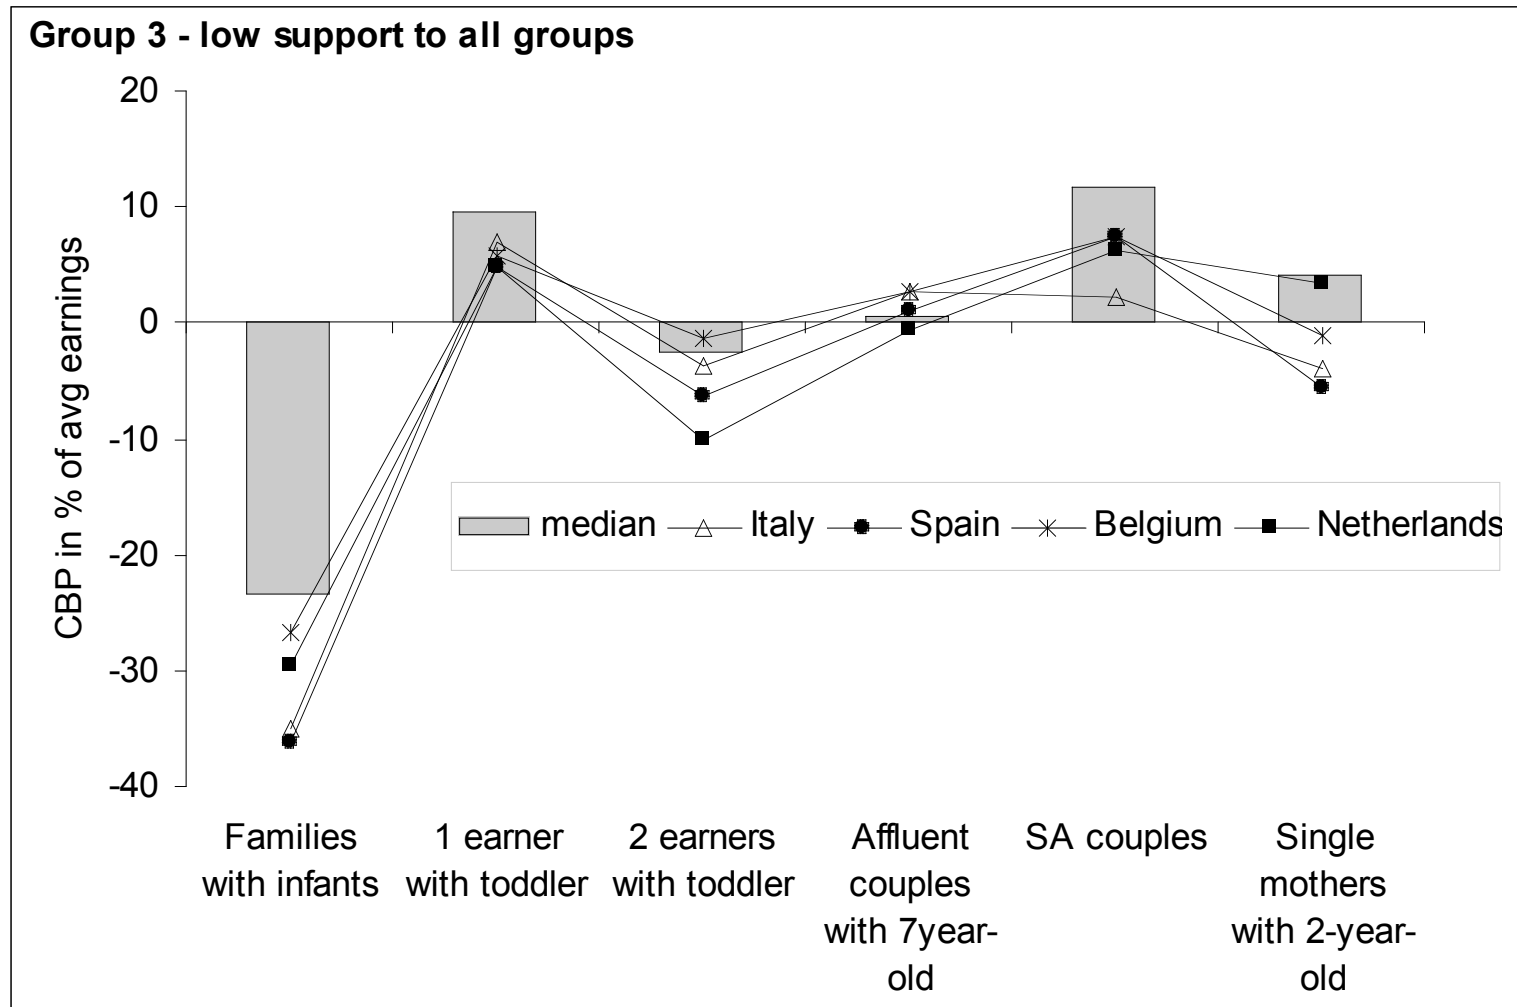 Group 3 - low support to all groups
20
10
0
-10
-20
-30
-40
CBP in % of avg earnings
median Italy Spain Belgium Netherlands
Families
with infants
1 earner
with toddler
2 earners
with toddler
Affluent
couples
with 7year-
old
SA couples
Single
mothers
with 2-year-
old